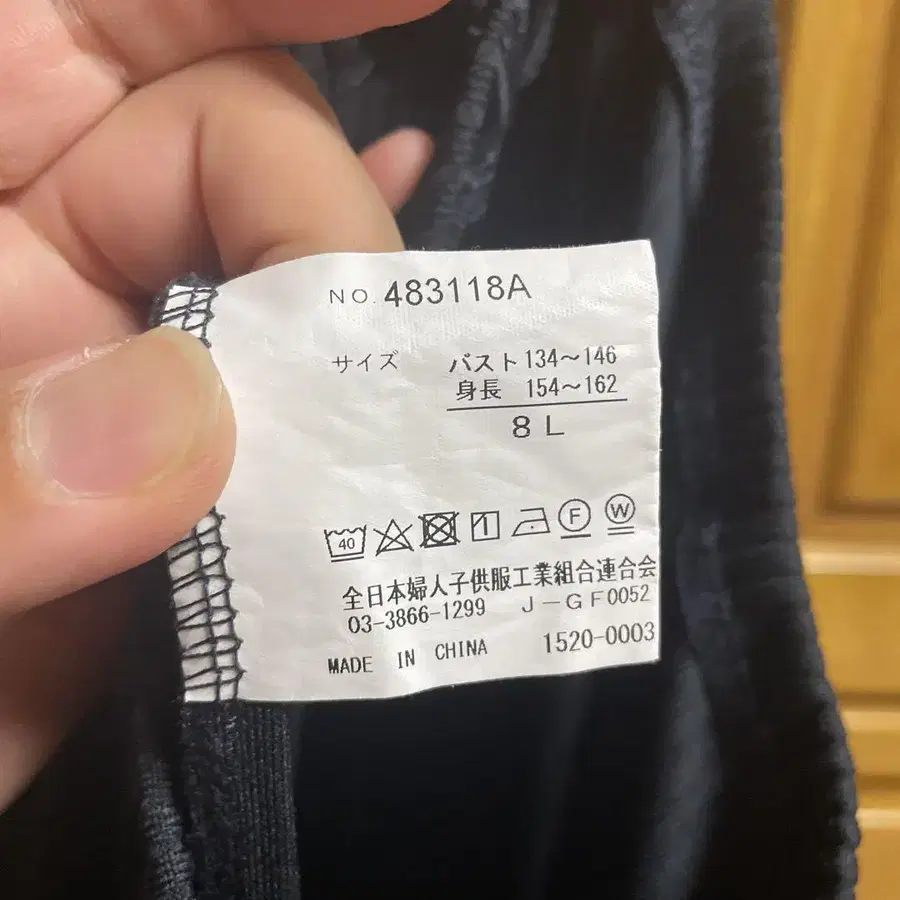 NO. 483118A
サイズ バスト 134～146
身長 154～162
8L
40 F W
全日本婦人子供服工業組合連合会
03-3866-1299 J-GF0052
MADE IN CHINA 1520-0003